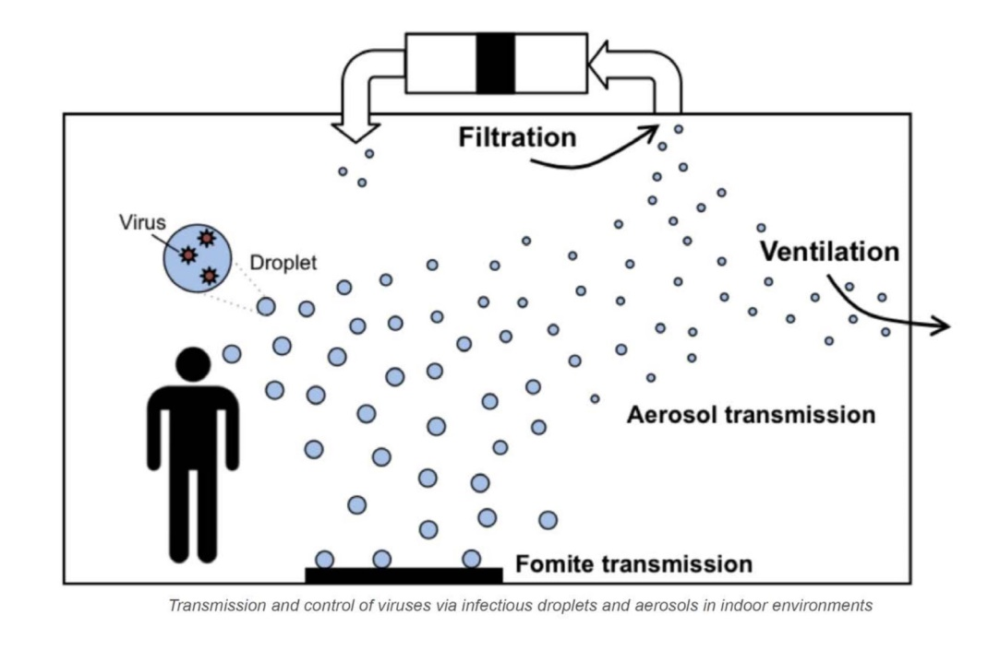 Filtration
Virus
Droplet
Ventilation
Aerosol transmission
Fomite transmission
Transmission and control of viruses via infectious droplets and aerosols in indoor environments